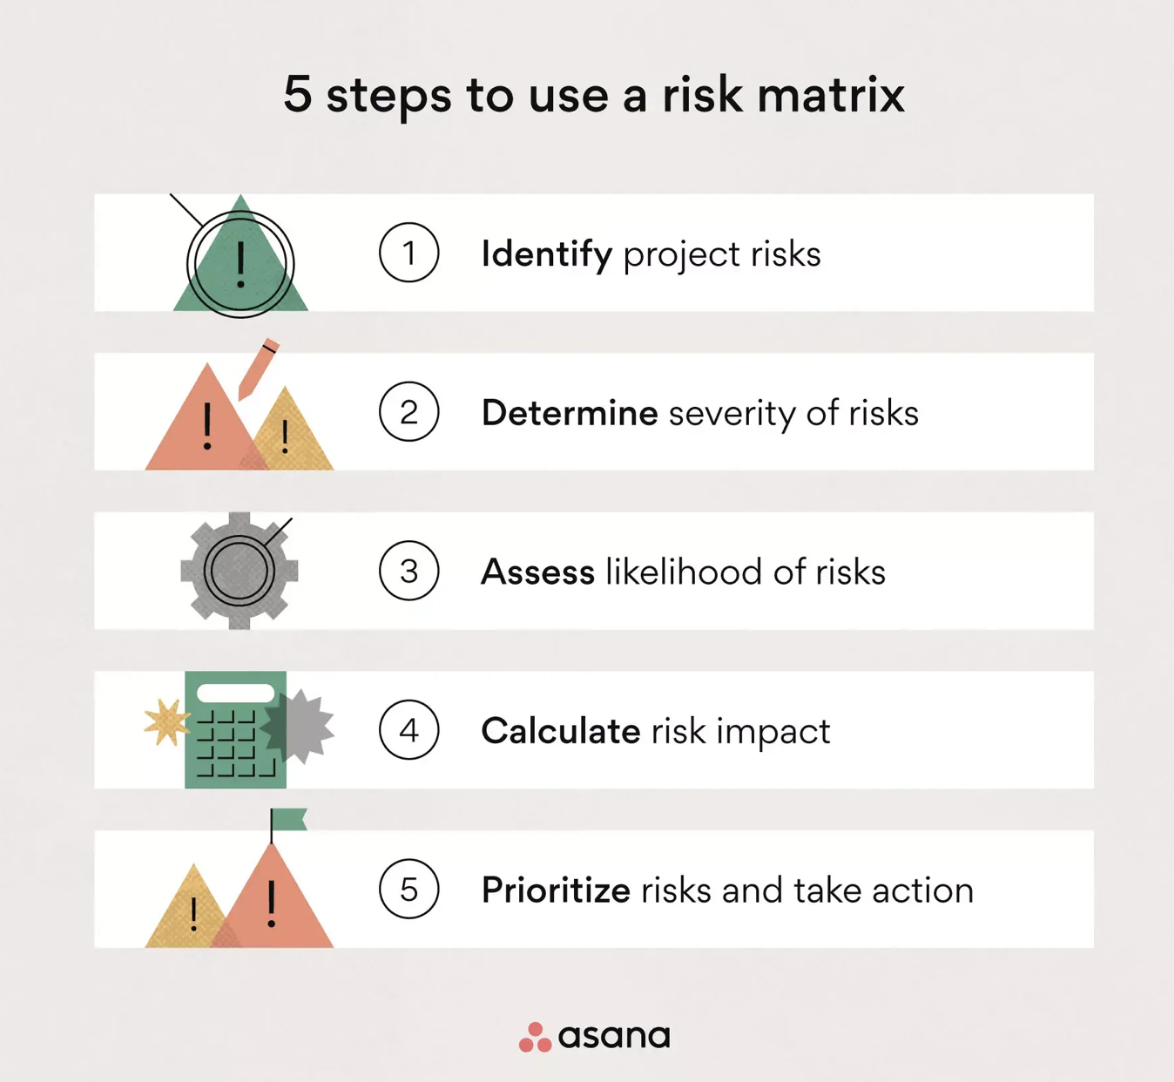 5 steps to use a risk matrix
1 Identify project risks
2 Determine severity of risks
3 Assess likelihood of risks
4 Calculate risk impact
5 Prioritize risks and take action
asana